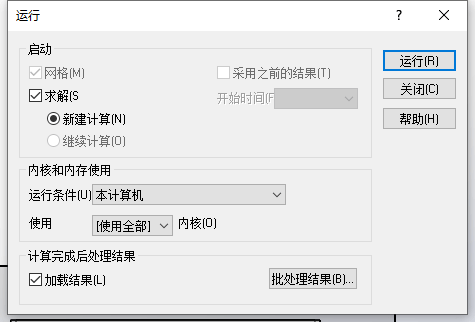 运行
?
启动
网格(M)
采用之前的结果(T)
求解(S
开始时间(F
新建计算(N)
继续计算(O)
运行(R)
关闭(C)
帮助(H)
内核和内存使用
运行条件(U) 本计算机
使用 [使用全部] 内核(O)
计算完成后处理结果
加载结果(L)
批处理结果(B)...